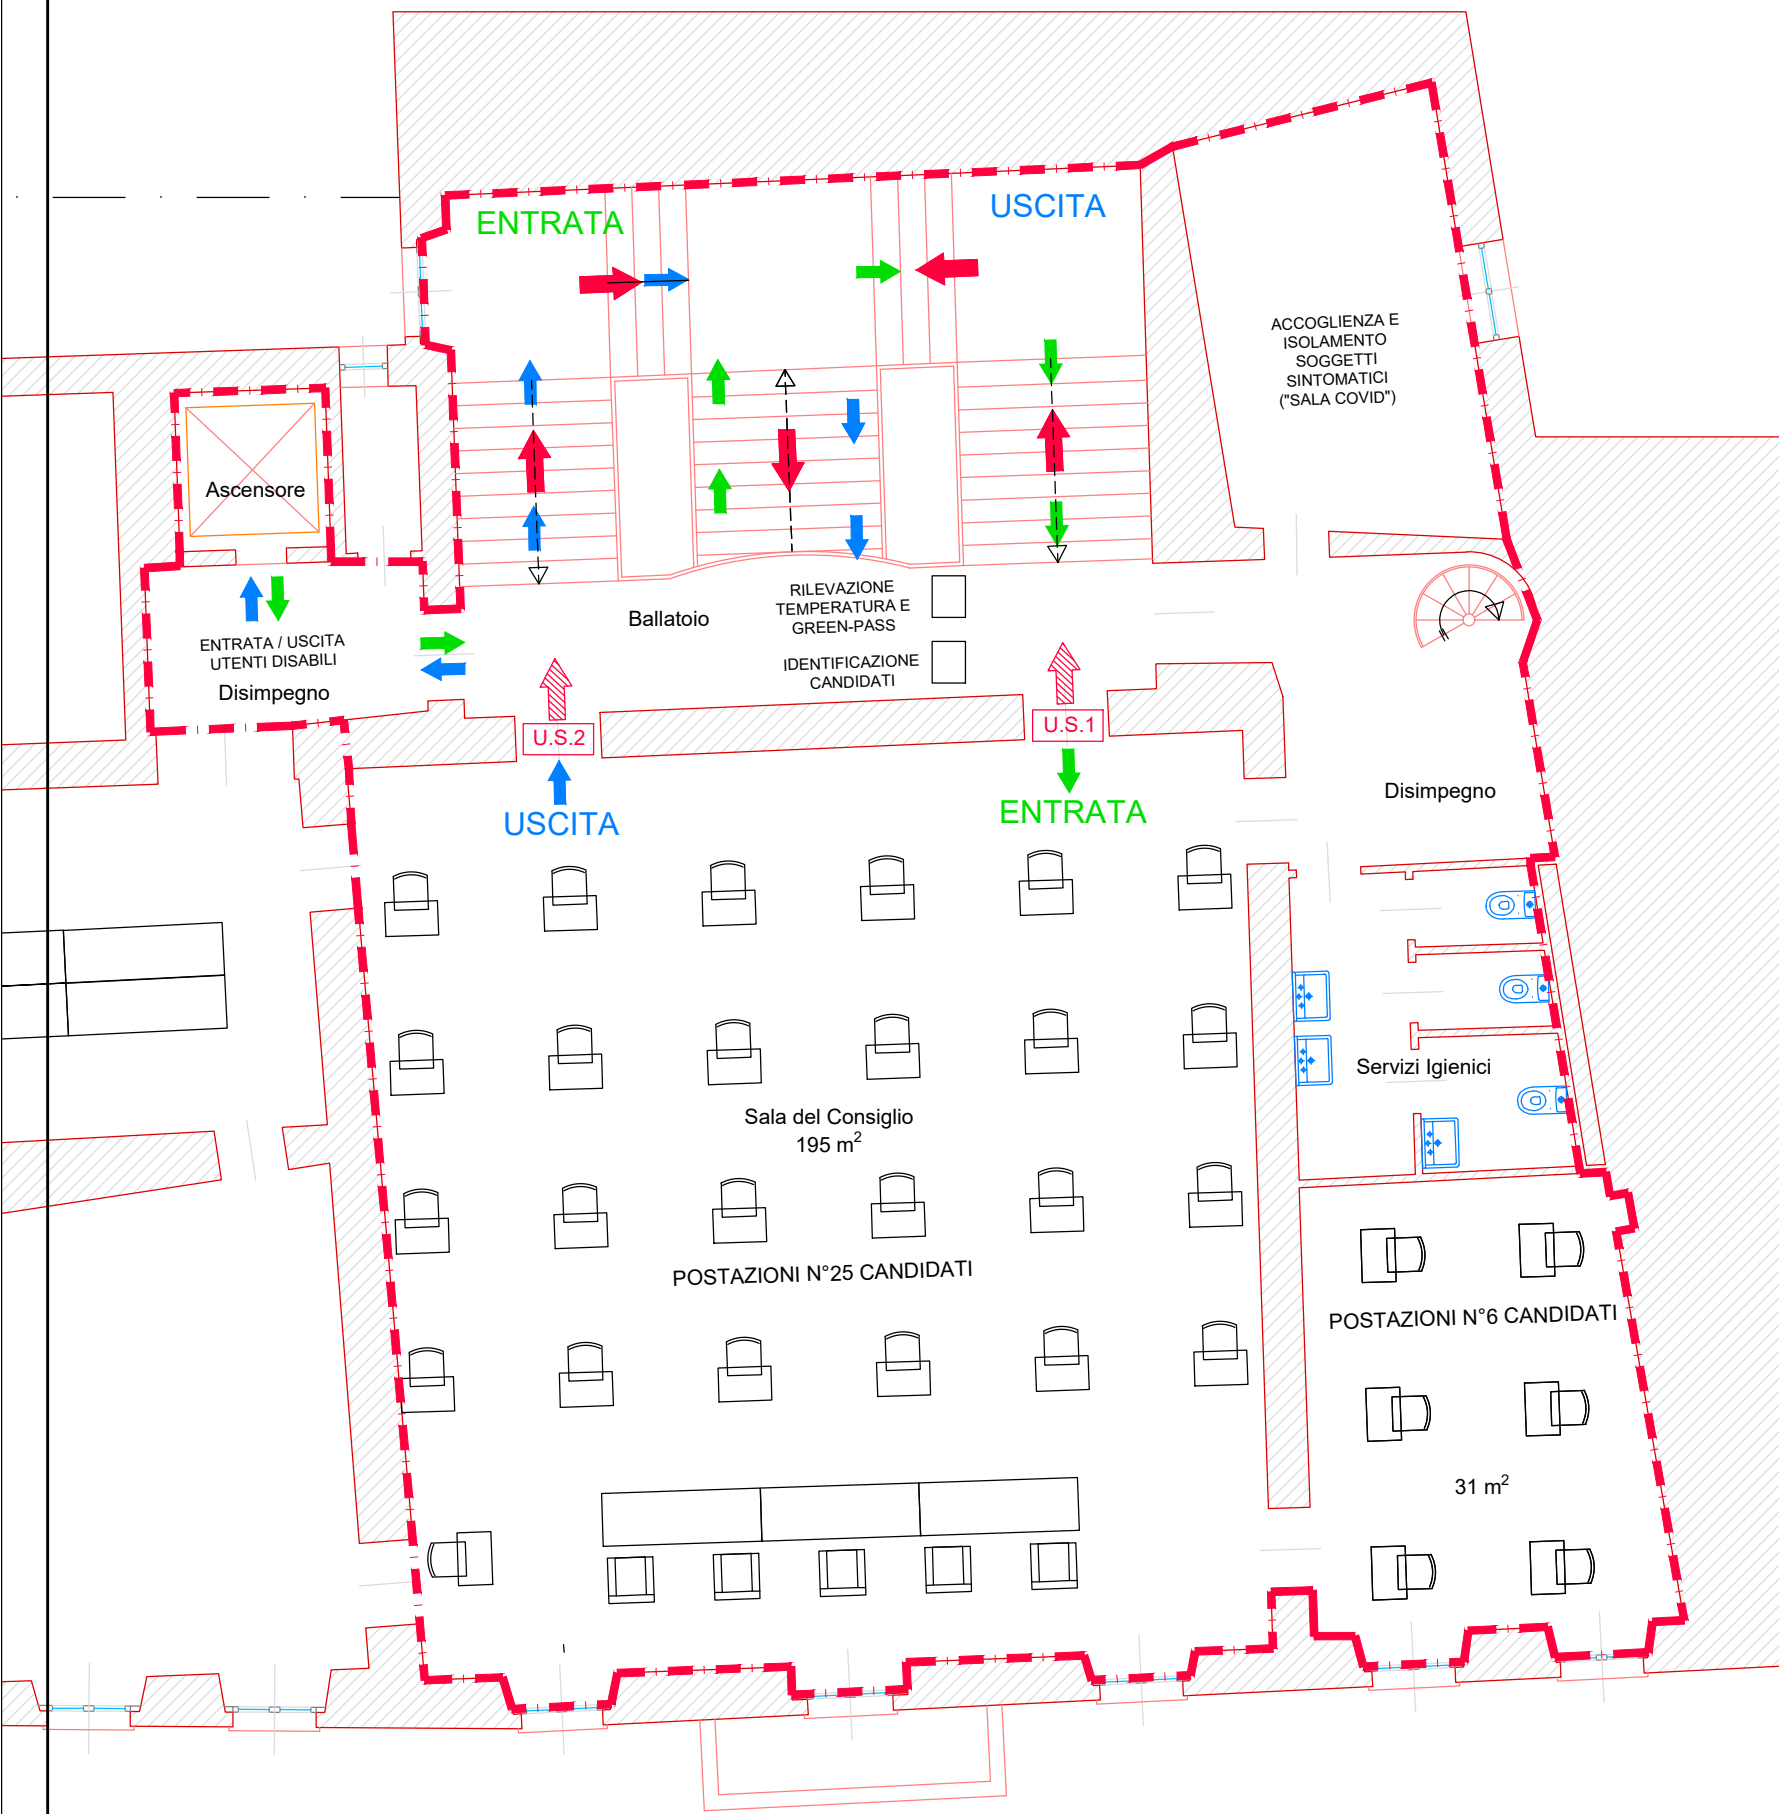 ENTRATA
USCITA
ACCOGLIENZA E
ISOLAMENTO
SOGGETTI
SINTOMATICI
("SALA COVID")
Ascensore
RILEVAZIONE
TEMPERATURA E
GREEN-PASS
Ballatoio
IDENTIFICAZIONE
CANDIDATI
ENTRATA / USCITA
UTENTI DISABILI
Disimpegno
U.S.2
U.S.1
USCITA
ENTRATA
Disimpegno
Servizi Igienici
Sala del Consiglio
195 m²
POSTAZIONI N°25 CANDIDATI
POSTAZIONI N°6 CANDIDATI
31 m²